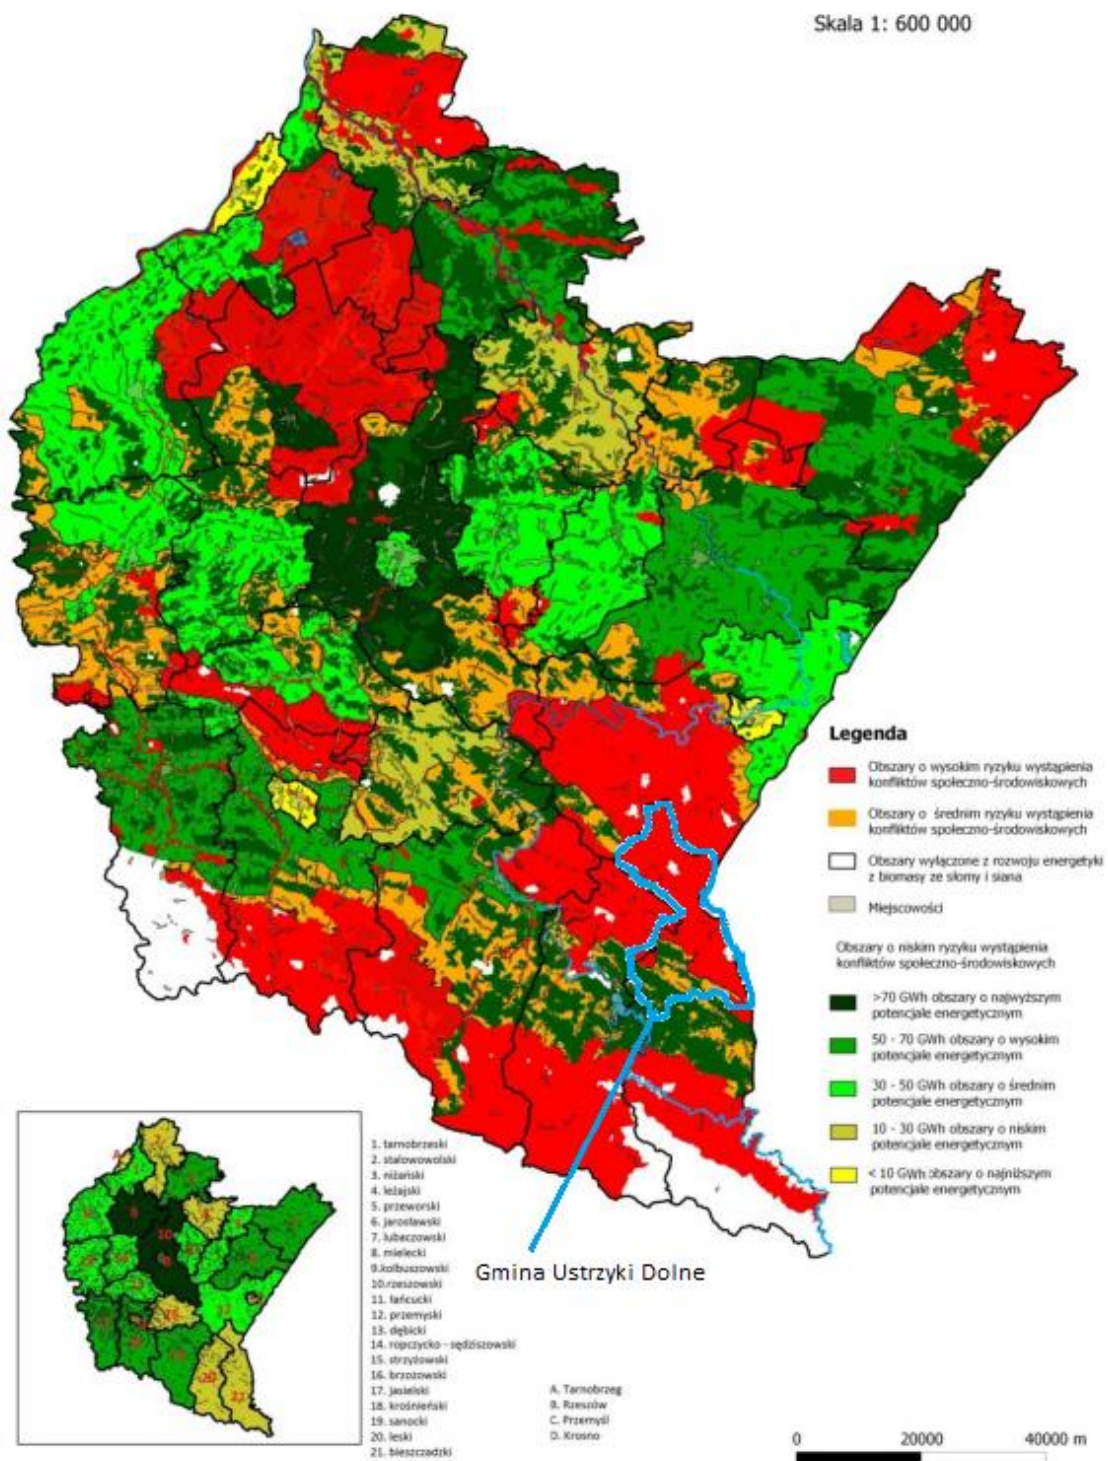 Skala 1: 600 000
Legenda
Obszary o wysokim ryzyku wystąpienia
konfliktów społeczno-środowiskowych
Obszary o średnim ryzyku wystąpienia
konfliktów społeczno-środowiskowych
Obszary wyłączone z rozwoju energetyki
z biomasy ze słomy i siana
Miejscowości
Obszary o niskim ryzyku wystąpienia
konfliktów społeczno-środowiskowych
>70 GWh obszary o najwyższym
potencjale energetycznym
50 - 70 GWh obszary o wysokim
potencjale energetycznym
30 - 50 GWh obszary o średnim
potencjale energetycznym
10 - 30 GWh obszary o niskim
potencjale energetycznym
< 10 GWh obszary o najniższym
potencjale energetycznym
Gmina Ustrzyki Dolne
1. tarnobrzeski
2. stalowowolski
3. niżański
4. leżajski
5. przeworski
6. jarosławski
7. lubaczowski
8. mielecki
9.kolbuszowski
10.rzeszowski
11. łańcucki
12. przemyski
13. dębicki
14. ropczycko - sędziszowski
15. strzyżowski
16. brzozowski
17. jasielski
18. krośnieński
19. sanocki
20. leski
21. bieszczadzki
A. Tarnobrzeg
B. Rzeszów
C. Przemyśl
D. Krosno
0 20000 40000 m